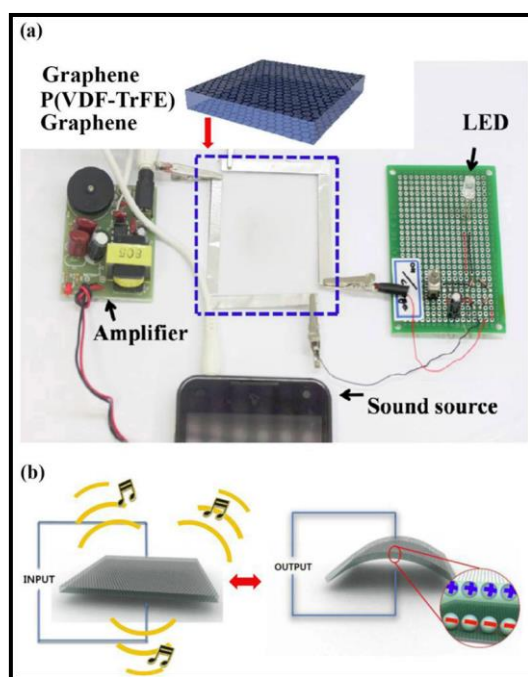 (a)
Graphene
P(VDF-TrFE)
Graphene
LED
Amplifier
Sound source
(b)
INPUT
OUTPUT